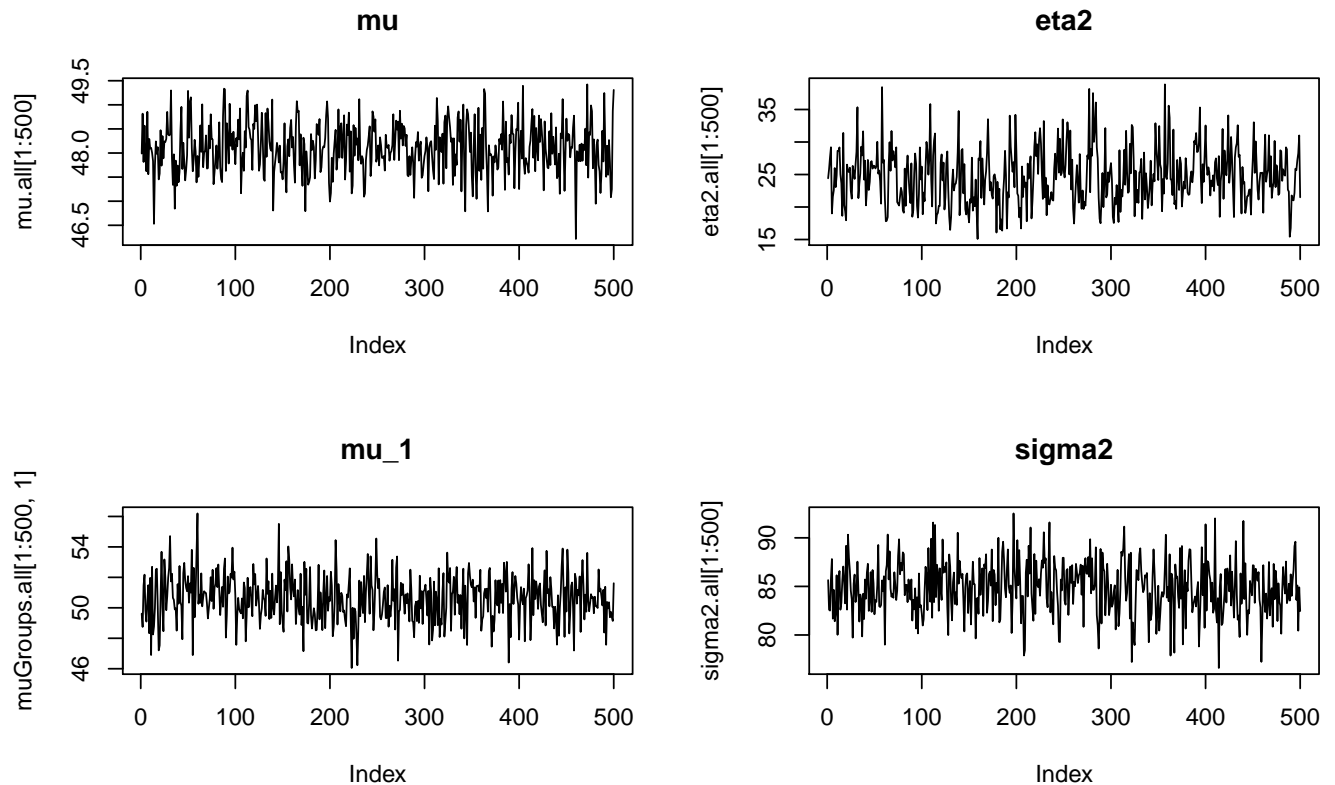 mu
mu.all[1:500]
49.5
48.0
46.5
0 100 200 300 400 500
Index
eta2
eta2.all[1:500]
35
25
15
0 100 200 300 400 500
Index
mu_1
muGroups.all[1:500, 1]
54
50
46
0 100 200 300 400 500
Index
sigma2
sigma2.all[1:500]
90
85
80
0 100 200 300 400 500
Index